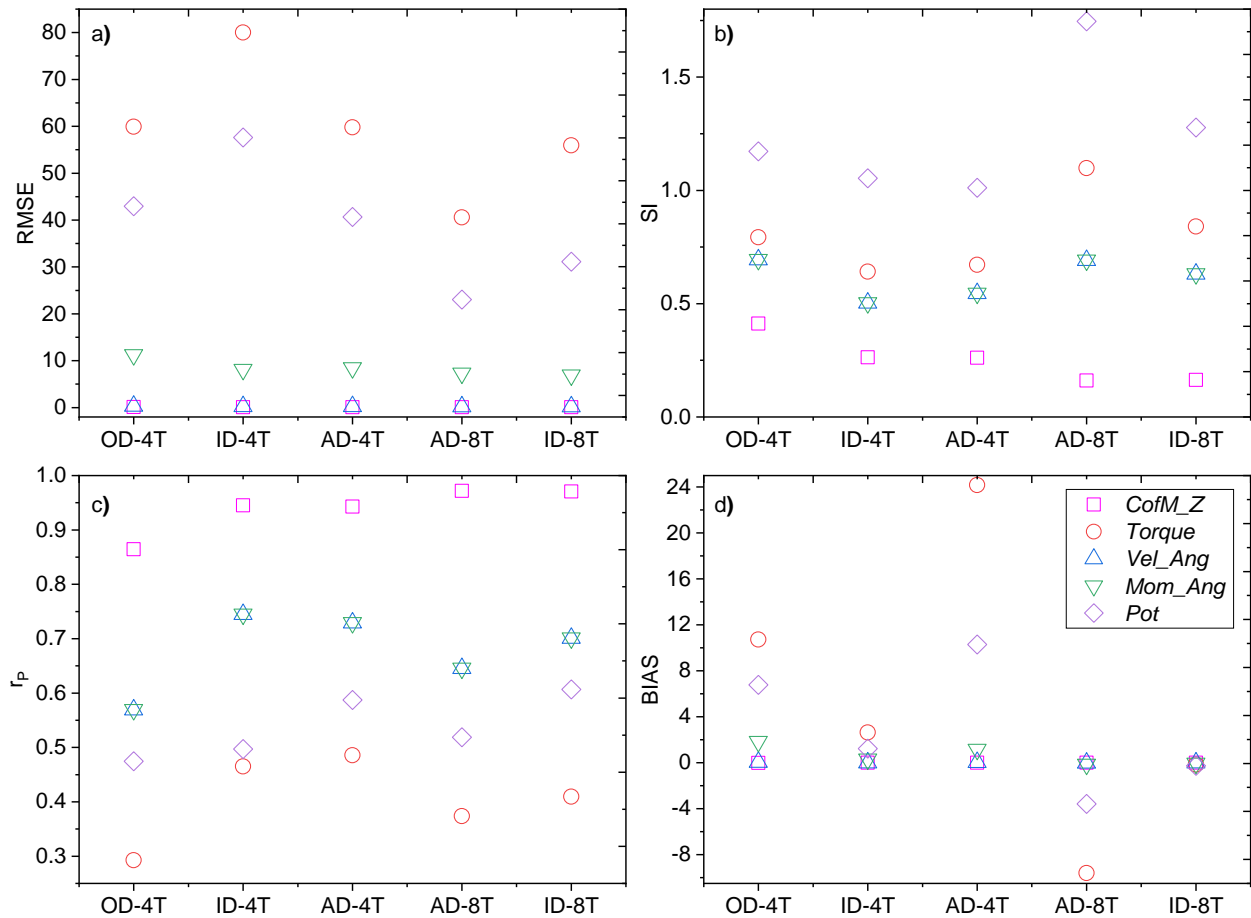 a)
80
70
60
50
40
30
20
10
0
RMSE
OD-4T ID-4T AD-4T AD-8T ID-8T
b)
1.5
1.0
0.5
0.0
SI
OD-4T ID-4T AD-4T AD-8T ID-8T
c)
1.0
0.9
0.8
0.7
0.6
0.5
0.4
0.3
rP
OD-4T ID-4T AD-4T AD-8T ID-8T
d)
24
20
16
12
8
4
0
-4
-8
BIAS
CofM_Z
Torque
Vel_Ang
Mom_Ang
Pot
OD-4T ID-4T AD-4T AD-8T ID-8T